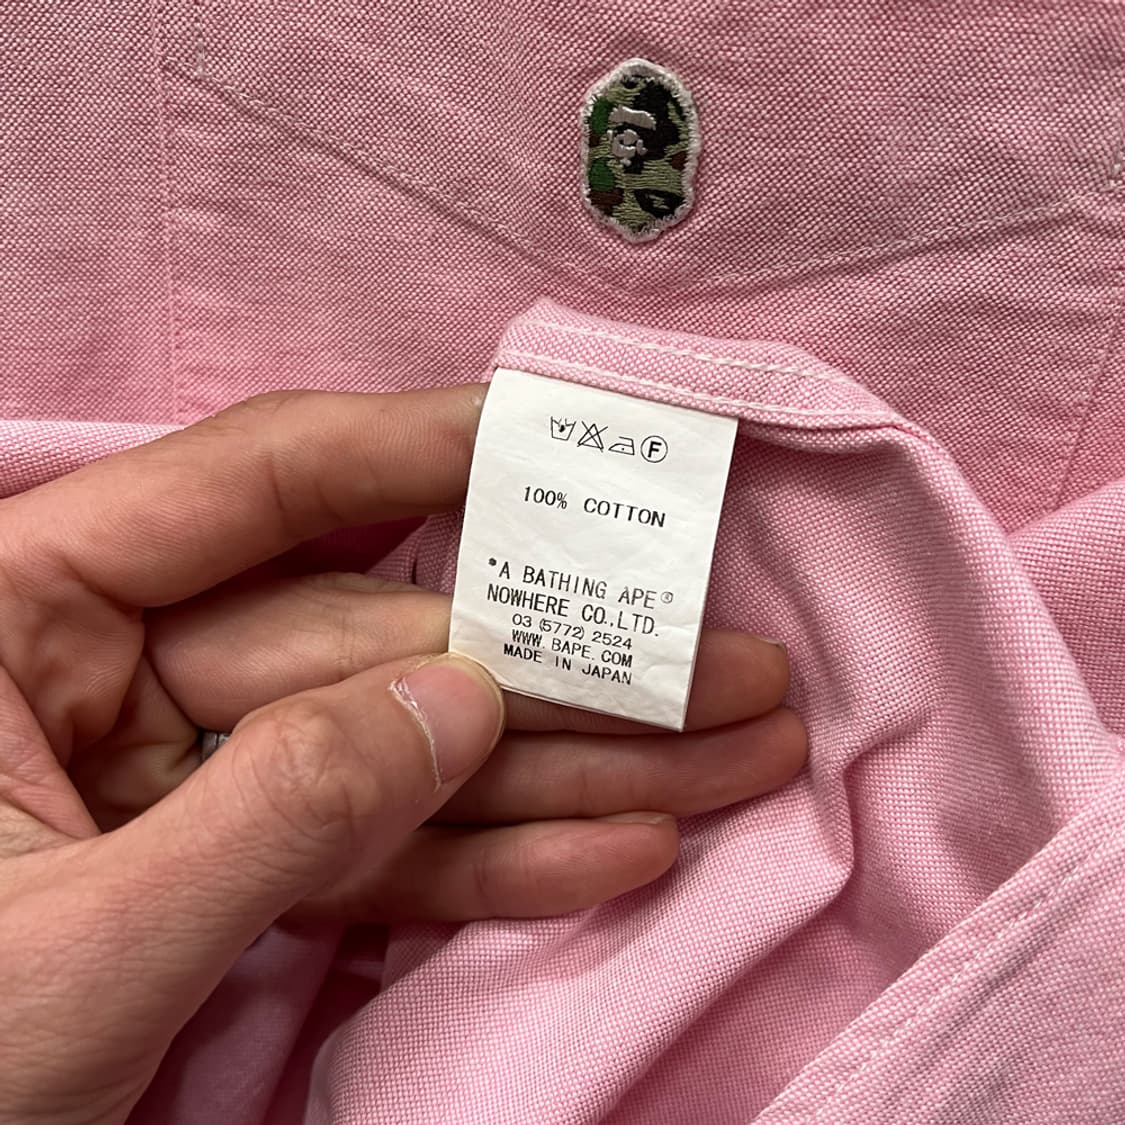 F
100% COTTON
*A BATHING APE®
NOWHERE CO.,LTD.
03 (5772) 2524
WWW. BAPE. COM
MADE IN JAPAN